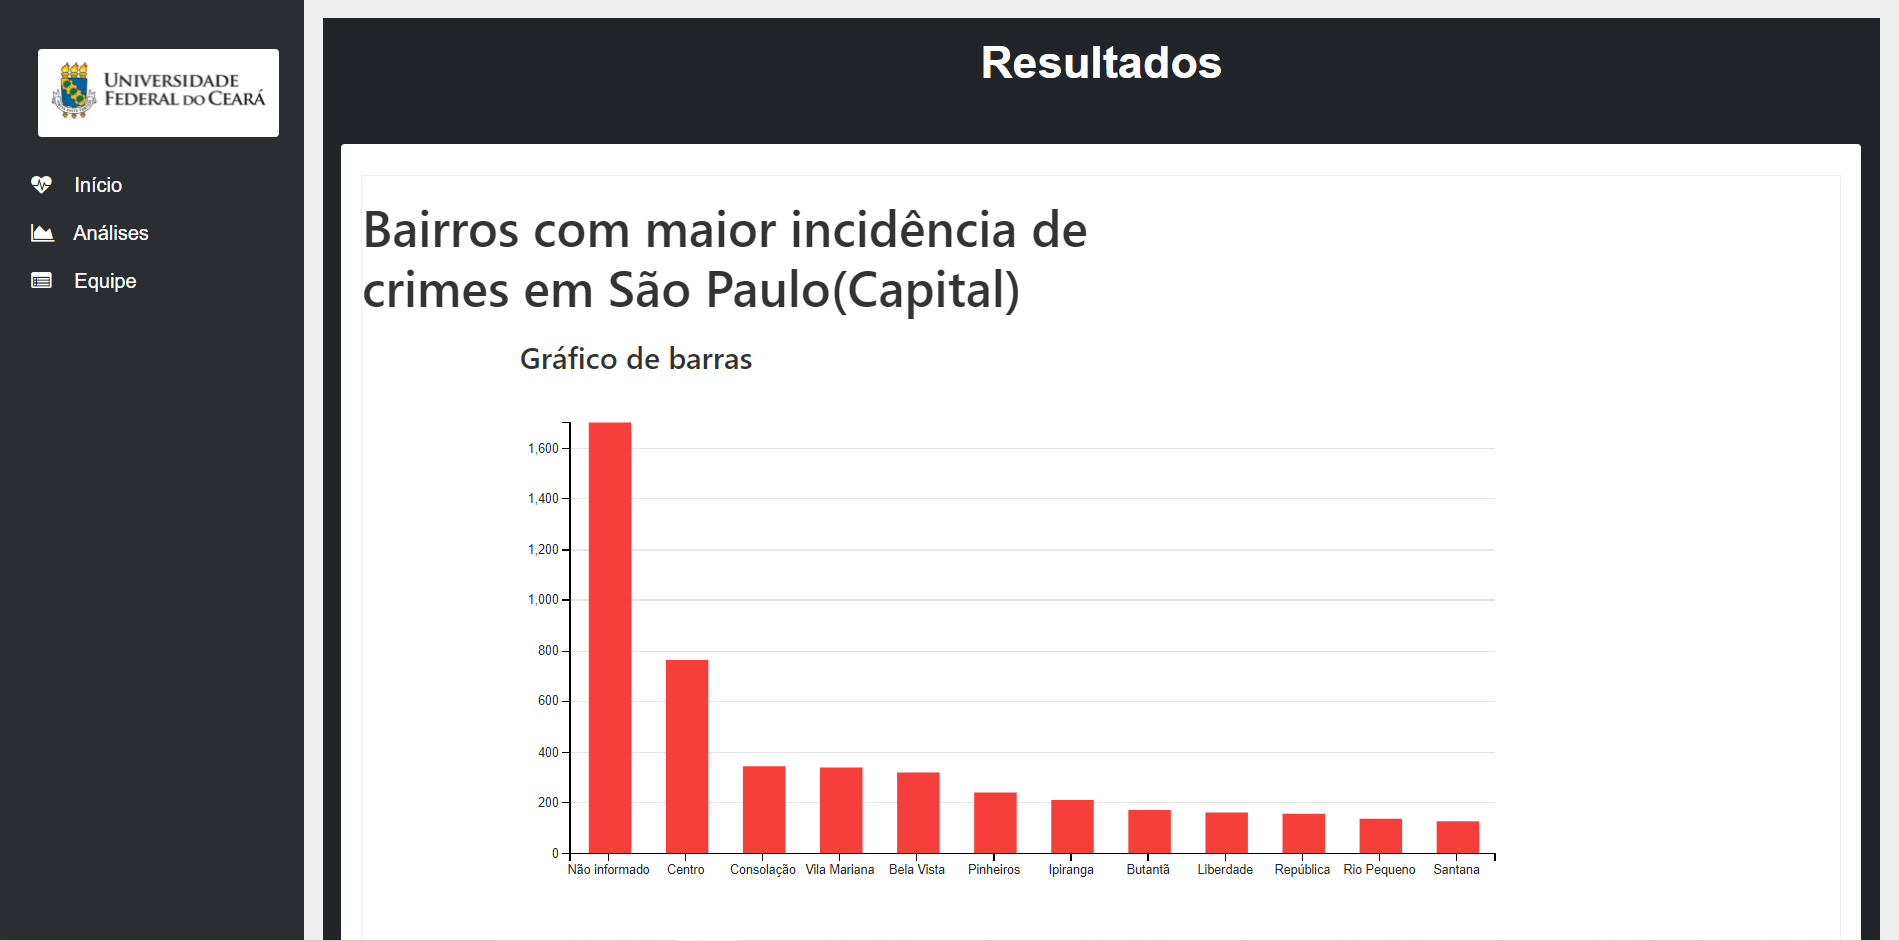 UNIVERSIDADE
FEDERAL DO CEARÁ
Início
Análises
Equipe
Resultados
Bairros com maior incidência de
crimes em São Paulo(Capital)
Gráfico de barras
1,600
1,400
1,200
1,000
800
600
400
200
0
Não informado Centro Consolação Vila Mariana Bela Vista Pinheiros Ipiranga Butantã Liberdade República Rio Pequeno Santana